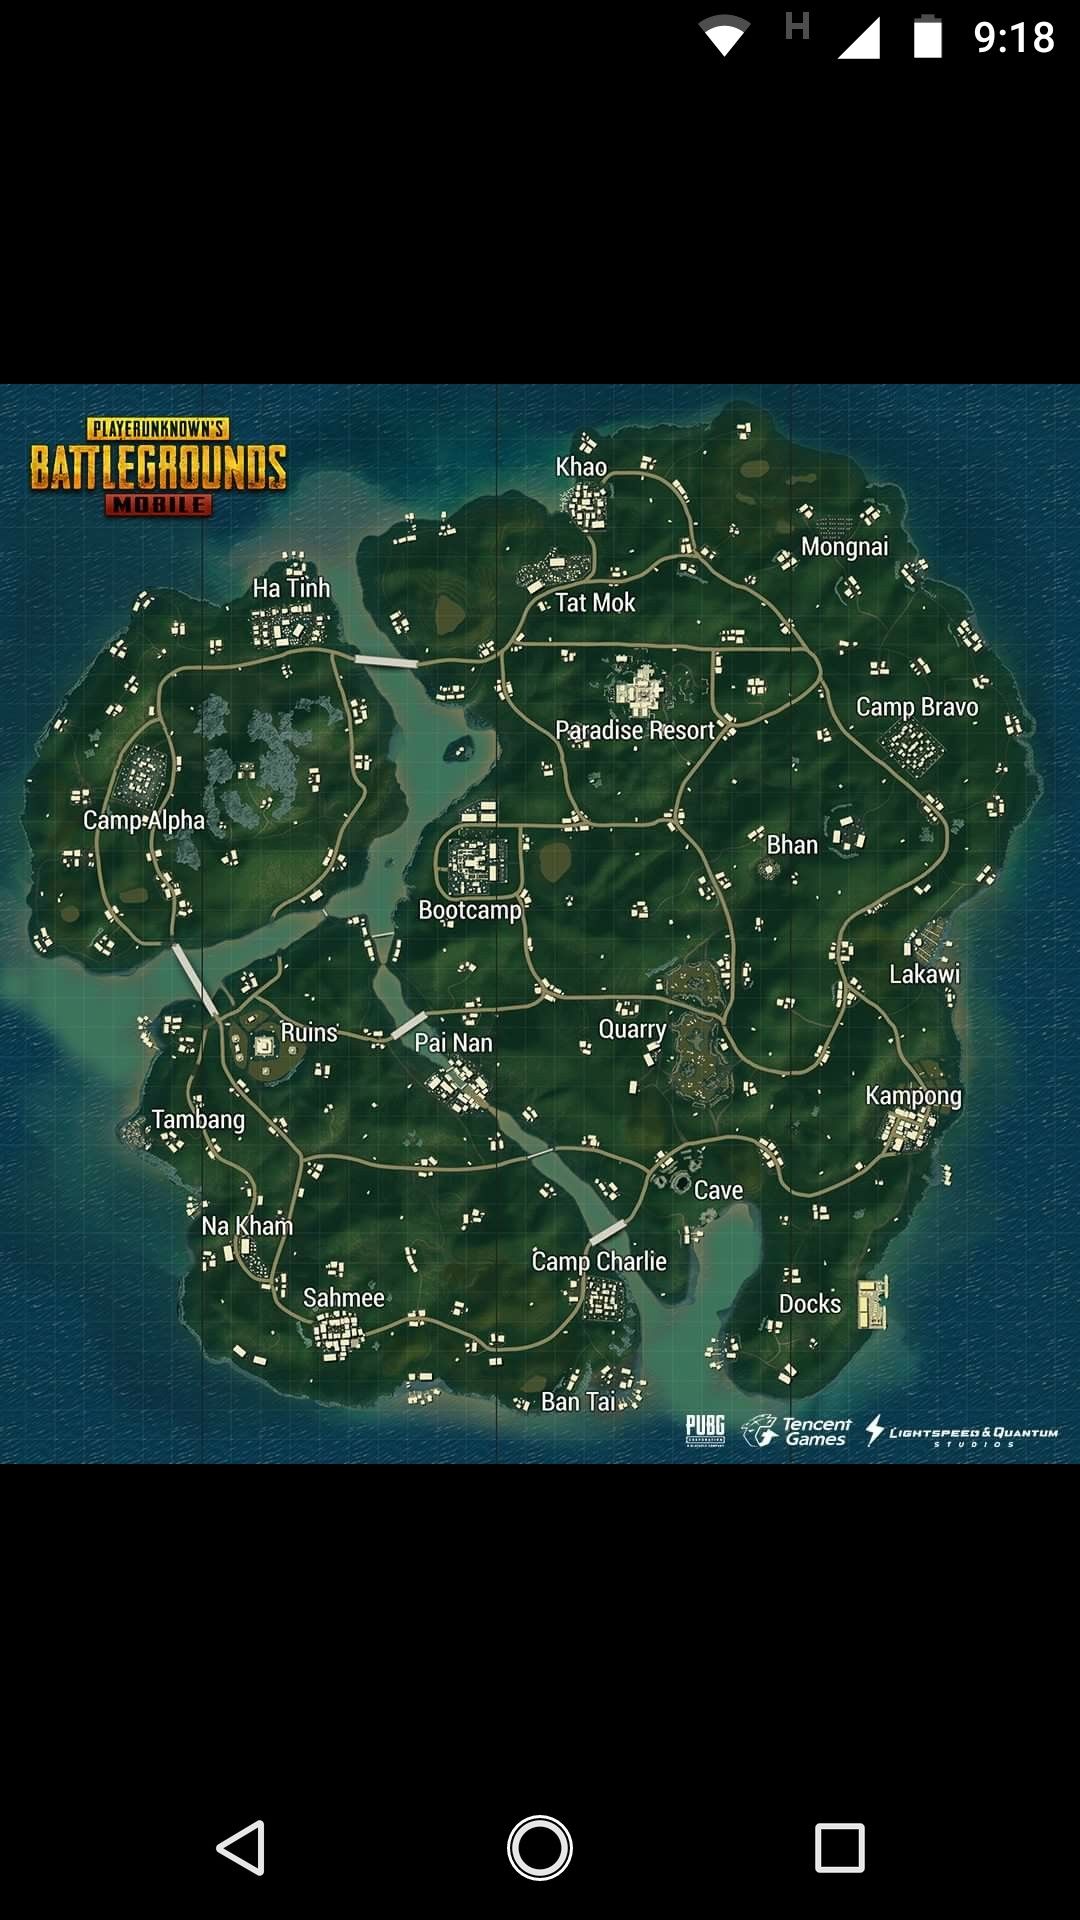 H 9:18
PLAYERUNKNOWN'S
BATTLEGROUNDS
MOBILE
Khao
Mongnai
Ha Tinh
Tat Mok
Camp Bravo
Paradise Resort
Camp Alpha
Bhan
Bootcamp
Lakawi
Quarry
Ruins
Pai Nan
Kampong
Tambang
Cave
Na Kham
Camp Charlie
Sahmee
Docks
Ban Tai
PUBG
CORPORATION
Tencent
Games
LIGHTSPEED & QUANTUM
STUDIOS